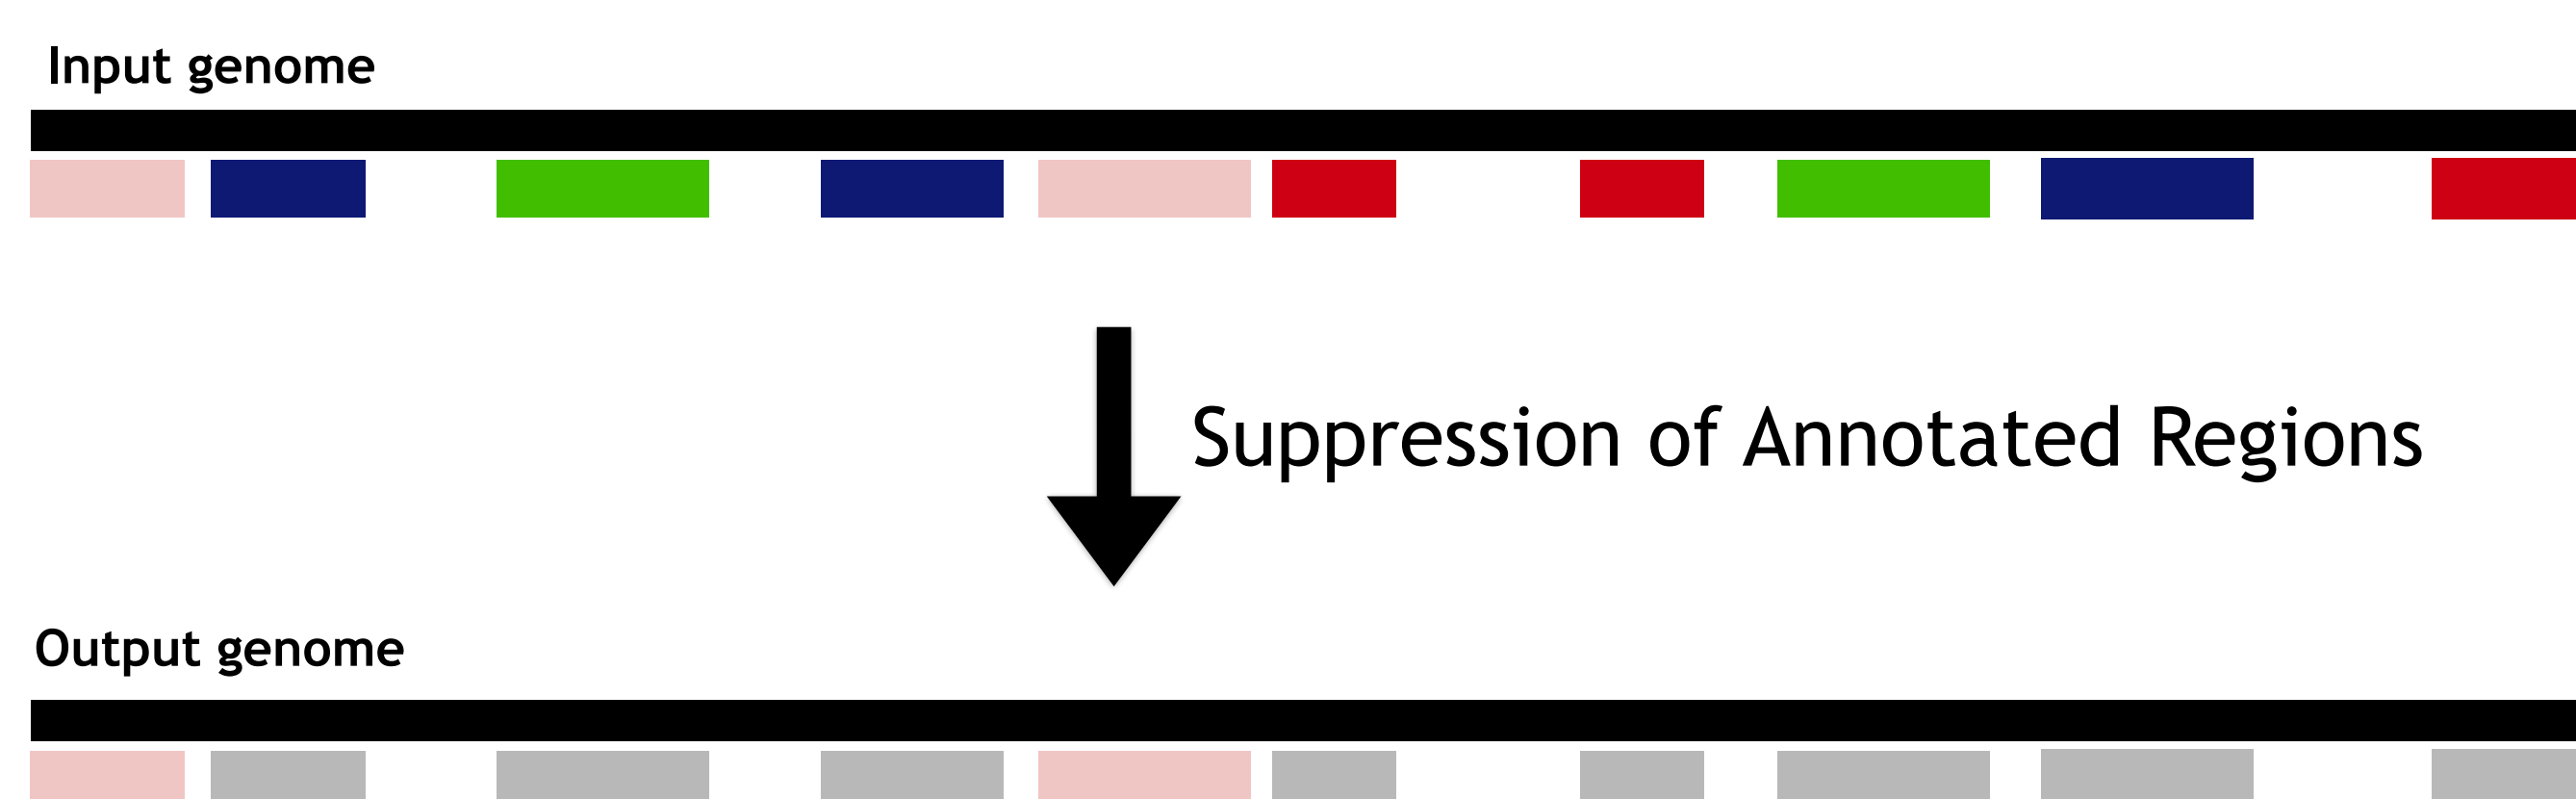 Input genome
Suppression of Annotated Regions
Output genome